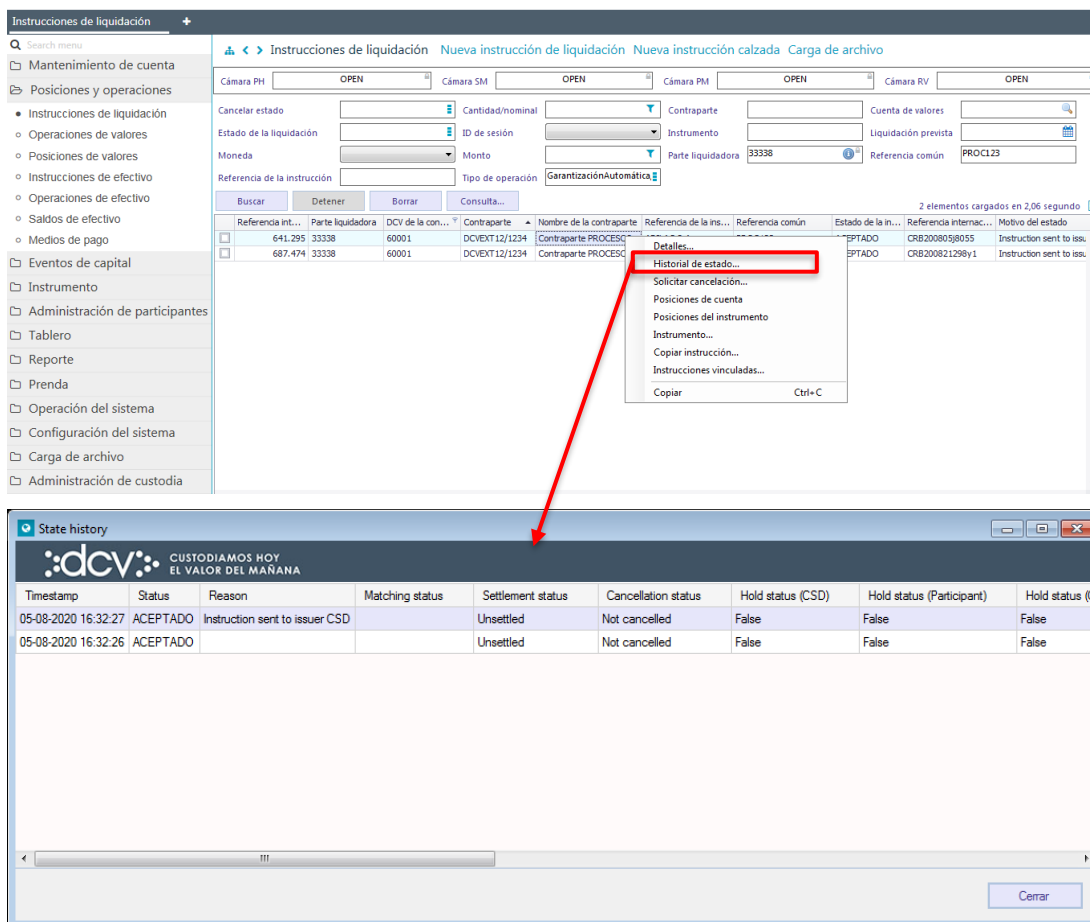 Instrucciones de liquidación +
Search menu
Mantenimiento de cuenta
Posiciones y operaciones
Instrucciones de liquidación
Operaciones de valores
Posiciones de valores
Instrucciones de efectivo
Operaciones de efectivo
Saldos de efectivo
Medios de pago
Eventos de capital
Instrumento
Administración de participantes
Tablero
Reporte
Prenda
Operación del sistema
Configuración del sistema
Carga de archivo
Administración de custodia
Instrucciones de liquidación Nueva instrucción de liquidación Nueva instrucción calzada Carga de archivo
Cámara PH OPEN Cámara SM OPEN Cámara PM OPEN Cámara RV OPEN
Cancelar estado Cantidad/nominal Contraparte Cuenta de valores
Estado de la liquidación ID de sesión Instrumento Liquidación prevista
Moneda Monto Parte liquidadora 33338 Referencia común PROC123
Referencia de la instrucción Tipo de operación GarantizaciónAutomática
Buscar Detener Borrar Consulta... 2 elementos cargados en 2,06 segundo
Referencia int... Parte liquidadora DCV de la con... Contraparte Nombre de la contraparte Referencia de la ins... Referencia común Estado de la in... Referencia internac... Motivo del estado
641.295 33338 60001 DCVEXT12/1234 Contraparte PROCESO CRB200805J8055 Instruction sent to issu
687.474 33338 60001 DCVEXT12/1234 Contraparte PROCESO EPTADO CRB200821298y1 Instruction sent to issu
Detalles...
Historial de estado...
Solicitar cancelación...
Posiciones de cuenta
Posiciones del instrumento
Instrumento...
Copiar instrucción...
Instrucciones vinculadas...
Copiar Ctrl+C
State history
dcv CUSTODIAMOS HOY
EL VALOR DEL MAÑANA
Timestamp Status Reason Matching status Settlement status Cancellation status Hold status (CSD) Hold status (Participant) Hold status (
05-08-2020 16:32:27 ACEPTADO Instruction sent to issuer CSD Unsettled Not cancelled False False False
05-08-2020 16:32:26 ACEPTADO Unsettled Not cancelled False False False
Cerrar